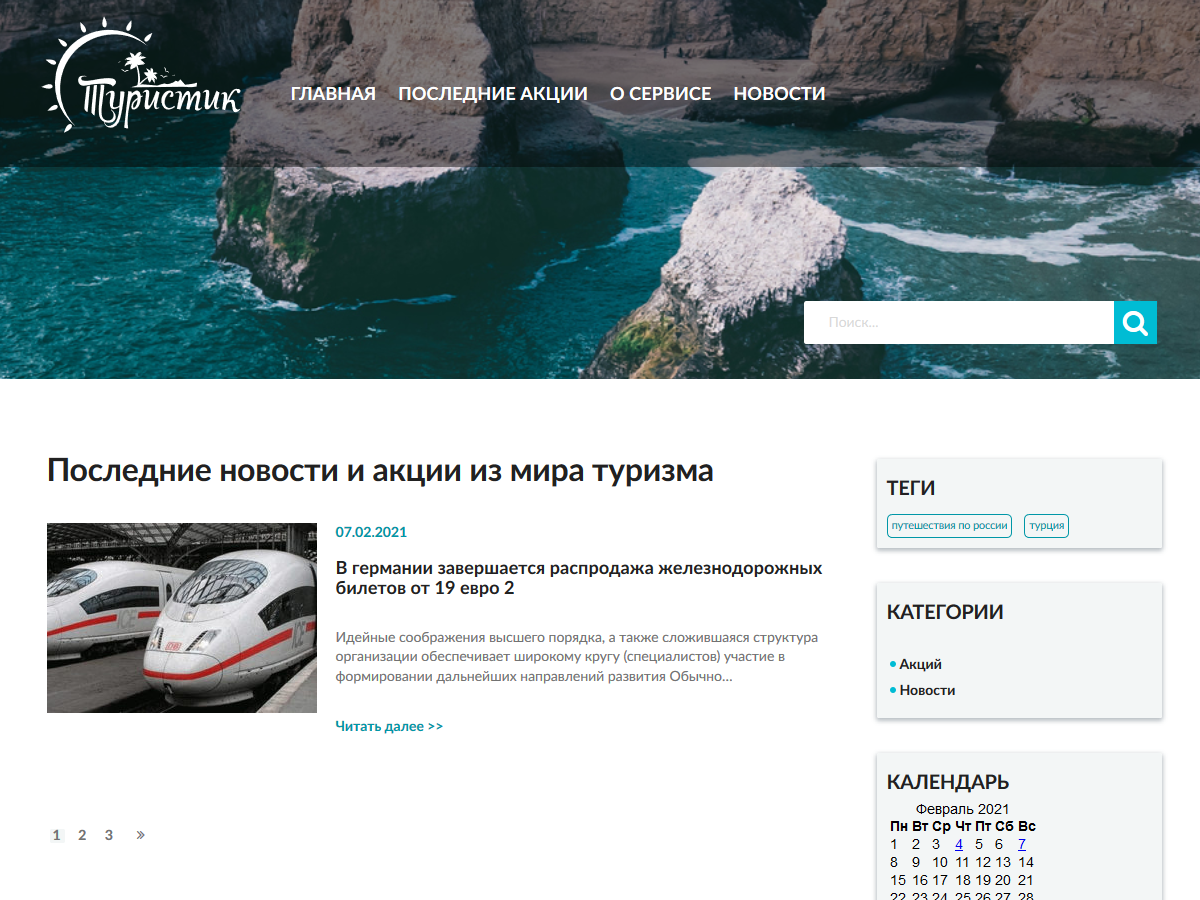 Туристик
ГЛАВНАЯ ПОСЛЕДНИЕ АКЦИИ О СЕРВИСЕ НОВОСТИ
Поиск...
Последние новости и акции из мира туризма
07.02.2021
В германии завершается распродажа железнодорожных
билетов от 19 евро 2
Идейные соображения высшего порядка, а также сложившаяся структура
организации обеспечивает широкому кругу (специалистов) участие в
формировании дальнейших направлений развития Обычно...
Читать далее >>
1 2 3 »
ТЕГИ
путешествия по россии турция
КАТЕГОРИИ
Акций
Новости
КАЛЕНДАРЬ
Февраль 2021
Пн Вт Ср Чт Пт Сб Вс
1 2 3 4 5 6 7
8 9 10 11 12 13 14
15 16 17 18 19 20 21
22 23 24 25 26 27 28